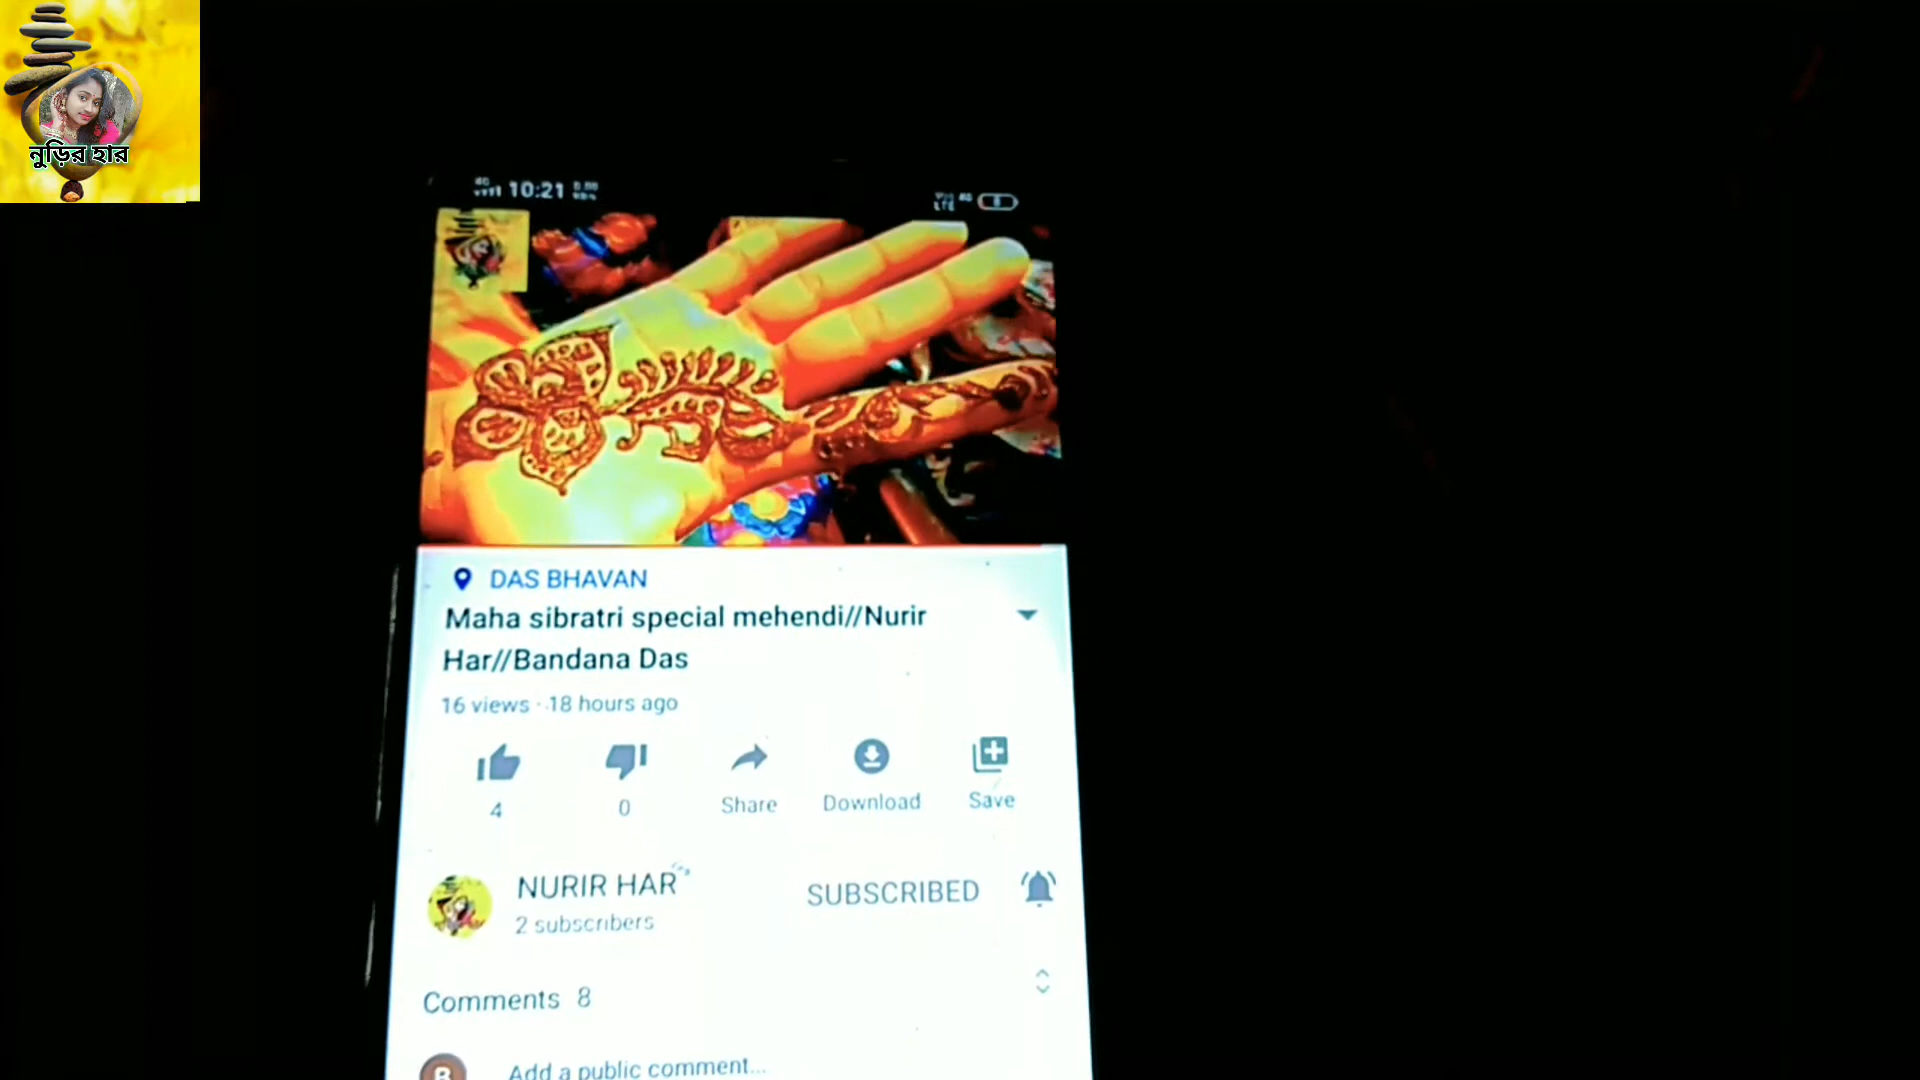 নুড়ির হার
10:21
DAS BHAVAN
Maha sibratri special mehendi//Nurir
Har//Bandana Das
16 views · 18 hours ago
4
0
Share
Download
Save
NURIR HAR
2 subscribers
SUBSCRIBED
Comments 8
B
Add a public comment...